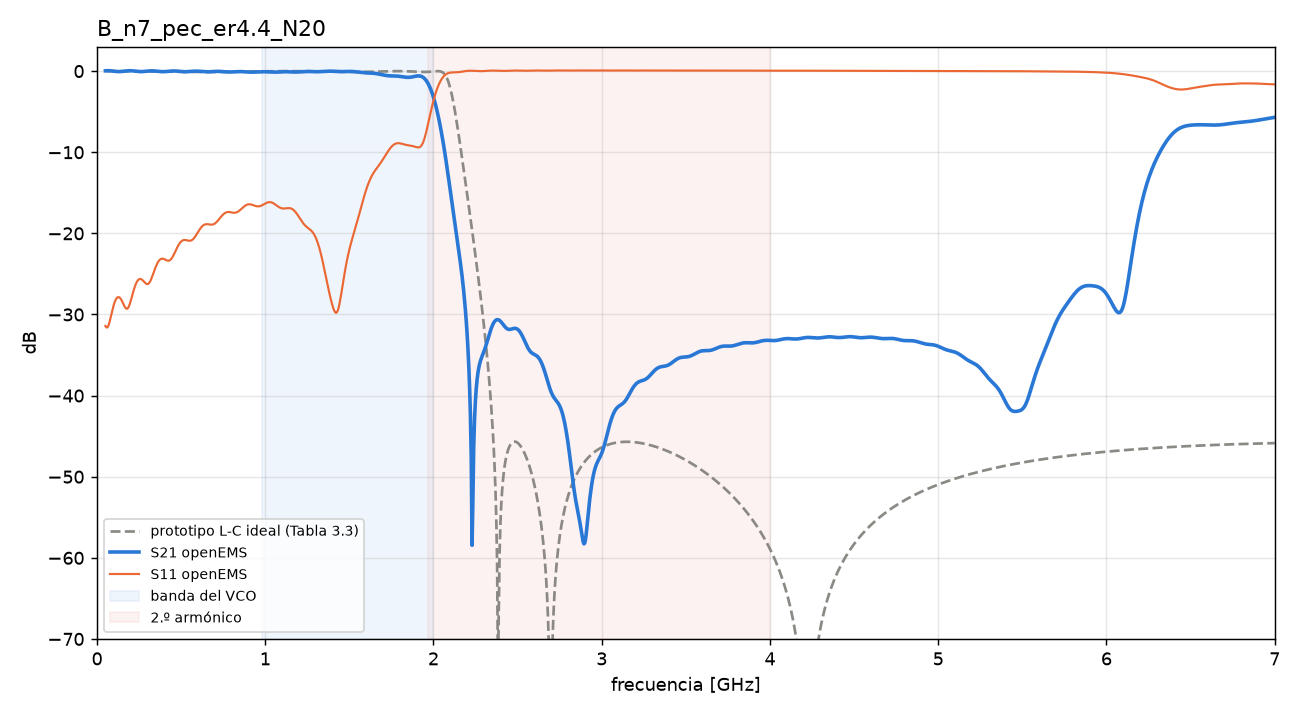 B_n7_pec_er4.4_N20
dB
0
−10
−20
−30
−40
−50
−60
−70
prototipo L-C ideal (Tabla 3.3)
S21 openEMS
S11 openEMS
banda del VCO
2.º armónico
0 1 2 3 4 5 6 7
frecuencia [GHz]